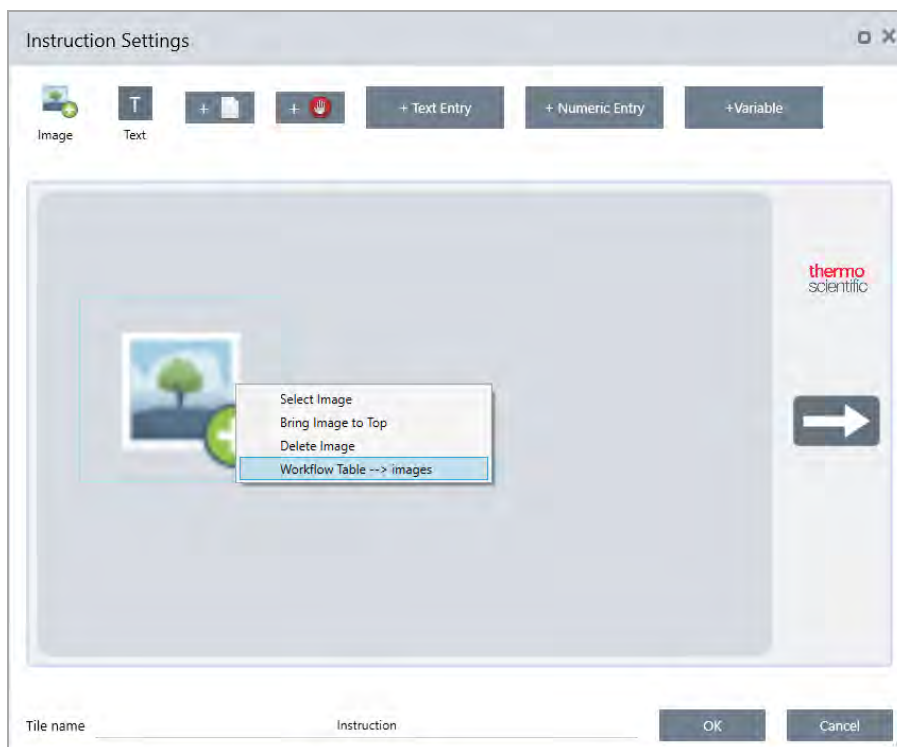 Instruction Settings
Image
T
Text
+
+
+ Text Entry
+ Numeric Entry
+Variable
thermo
scientific
Select Image
Bring Image to Top
Delete Image
Workflow Table --> images
Tile name
Instruction
OK
Cancel